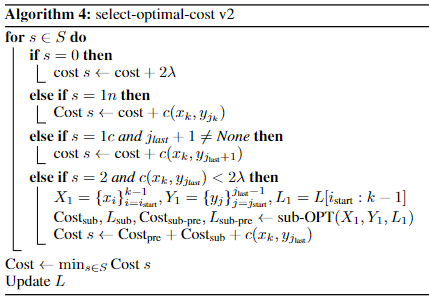 Algorithm 4: select-optimal-cost v2
for s ∈ S do
if s = 0 then
cost s ← cost + 2λ
else if s = 1n then
Cost s ← cost + c(x_k, y_{j_k})
else if s = 1c and j_last + 1 ≠ None then
cost s ← cost + c(x_k, y_{j_last+1})
else if s = 2 and c(x_k, y_{j_last}) < 2λ then
X_1 = {x_i}_{i=i_start}^{k−1}, Y_1 = {y_j}_{j=j_start}^{j_last−1}, L_1 = L[i_start : k − 1]
Cost_sub, L_sub, Cost_sub-pre, L_sub-pre ← sub-OPT(X_1, Y_1, L_1)
Cost s ← Cost_pre + Cost_sub + c(x_k, y_{j_last})
Cost ← min_{s∈S} Cost s
Update L